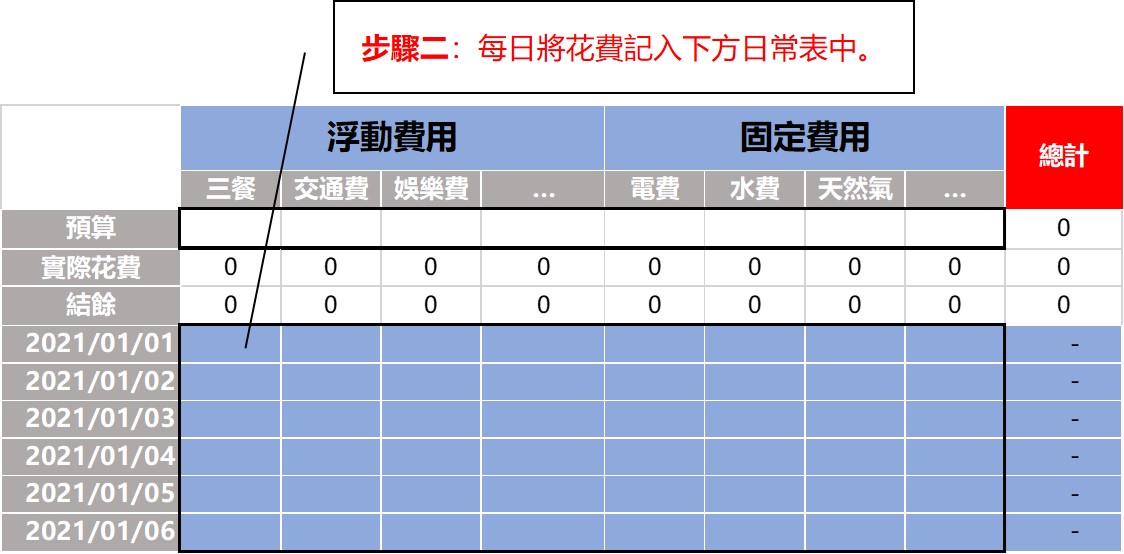 步驟二：每日將花費記入下方日常表中。
浮動費用 固定費用 總計
三餐 交通費 娛樂費 ... 電費 水費 天然氣 ...
預算 0
實際花費 0 0 0 0 0 0 0 0 0
結餘 0 0 0 0 0 0 0 0 0
2021/01/01 -
2021/01/02 -
2021/01/03 -
2021/01/04 -
2021/01/05 -
2021/01/06 -